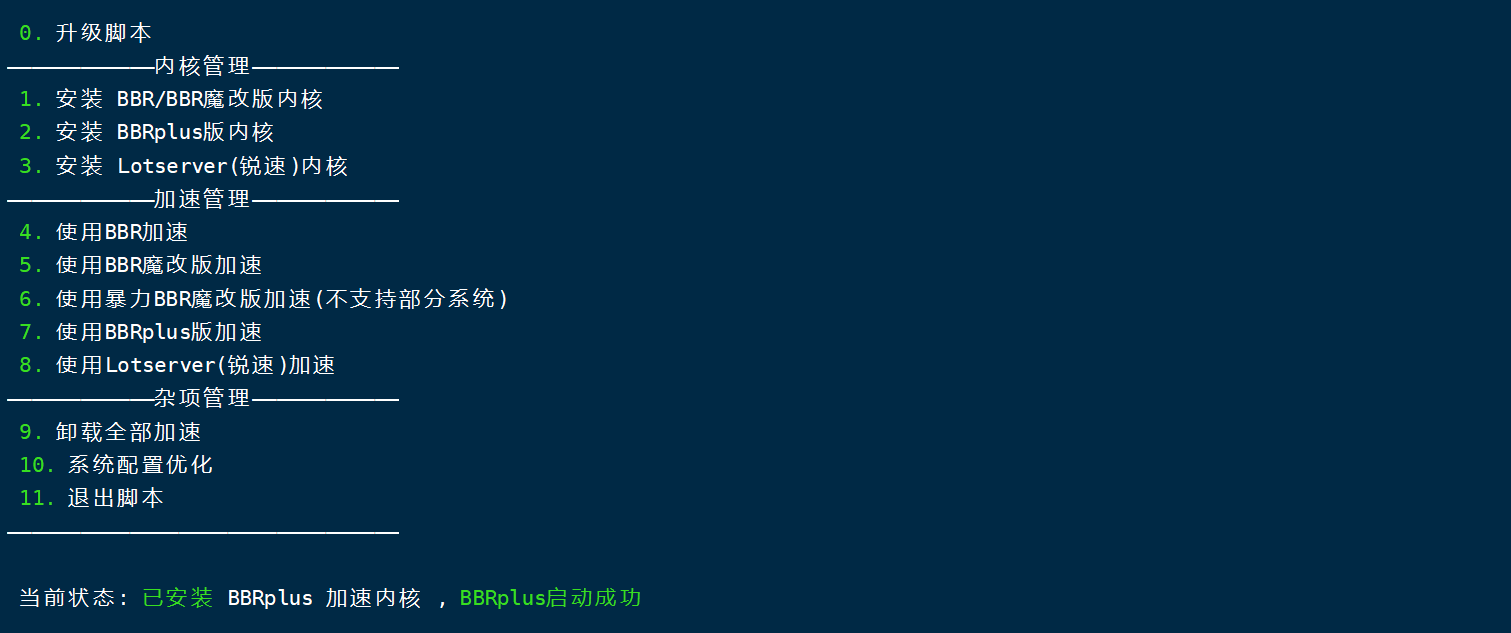 0. 升级脚本
————————————内核管理————————————
1. 安装 BBR/BBR魔改版内核
2. 安装 BBRplus版内核
3. 安装 Lotserver(锐速)内核
————————————加速管理————————————
4. 使用BBR加速
5. 使用BBR魔改版加速
6. 使用暴力BBR魔改版加速(不支持部分系统)
7. 使用BBRplus版加速
8. 使用Lotserver(锐速)加速
————————————杂项管理————————————
9. 卸载全部加速
10. 系统配置优化
11. 退出脚本
————————————————————————————————
当前状态: 已安装 BBRplus 加速内核 , BBRplus启动成功